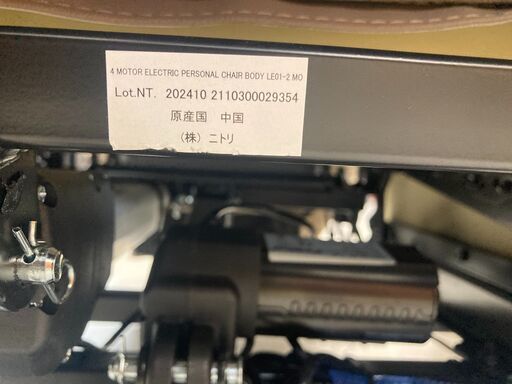 4 MOTOR ELECTRIC PERSONAL CHAIR BODY LE01-2 MO
Lot.NT. 202410 2110300029354
原産国 中国
（株）ニトリ